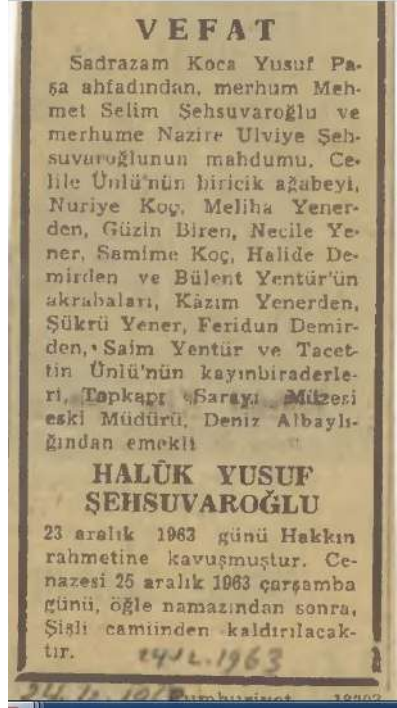 VEFAT
Sadrazam Koca Yusuf Pa-
şa ahfadından, merhum Meh-
met Selim Şehsuvaroğlu ve
merhume Nazire Ulviye Şeh-
suvaroğlunun mahdumu, Ce-
lile Ünlü'nün biricik ağabeyi,
Nuriye Koç, Meliha Yener-
den, Güzin Biren, Necile Ye-
ner, Samime Koç, Halide De-
mirden ve Bülent Yentür'ün
akrabaları, Kâzım Yenerden,
Şükrü Yener, Feridun Demir-
den, Saim Yentür ve Tacet-
tin Ünlü'nün kayınbiraderle-
ri, Topkapı Sarayı Müzesi
eski Müdürü, Deniz Albaylı-
ğından emekli
HALÛK YUSUF
ŞEHSUVAROĞLU
23 aralık 1963 günü Hakkın
rahmetine kavuşmuştur. Ce-
nazesi 25 aralık 1963 çarşamba
günü, öğle namazından sonra,
Şişli camiinden kaldırılacak-
tır.
24.12.1963
24.12.